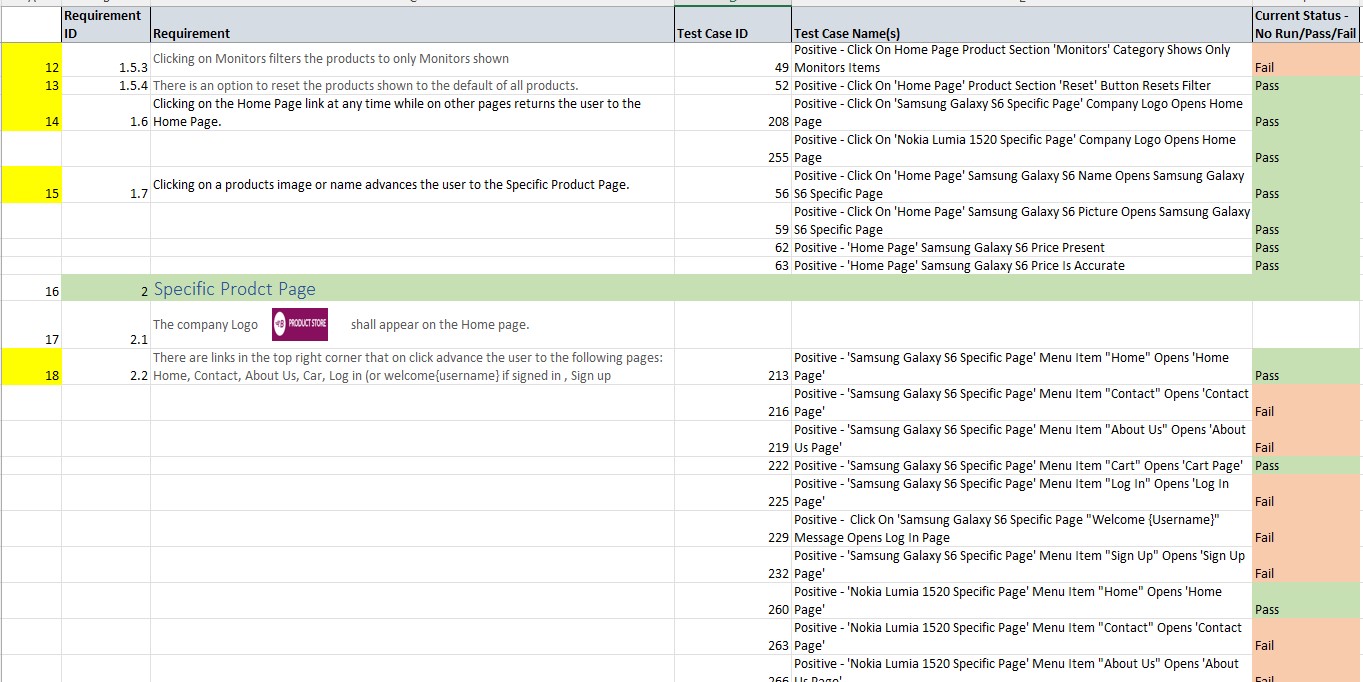 Requirement ID Requirement Test Case ID Test Case Name(s) Current Status - No Run/Pass/Fail
12 1.5.3 Clicking on Monitors filters the products to only Monitors shown 49 Positive - Click On Home Page Product Section 'Monitors' Category Shows Only Monitors Items Fail
13 1.5.4 There is an option to reset the products shown to the default of all products. 52 Positive - Click On 'Home Page' Product Section 'Reset' Button Resets Filter Pass
14 1.6 Clicking on the Home Page link at any time while on other pages returns the user to the Home Page. 208 Positive - Click On 'Samsung Galaxy S6 Specific Page' Company Logo Opens Home Page Pass
255 Positive - Click On 'Nokia Lumia 1520 Specific Page' Company Logo Opens Home Page Pass
15 1.7 Clicking on a products image or name advances the user to the Specific Product Page. 56 Positive - Click On 'Home Page' Samsung Galaxy S6 Name Opens Samsung Galaxy S6 Specific Page Pass
59 Positive - Click On 'Home Page' Samsung Galaxy S6 Picture Opens Samsung Galaxy S6 Specific Page Pass
62 Positive - 'Home Page' Samsung Galaxy S6 Price Present Pass
63 Positive - 'Home Page' Samsung Galaxy S6 Price Is Accurate Pass
16 2 Specific Prodct Page
17 2.1 The company Logo PRODUCT STORE shall appear on the Home page.
18 2.2 There are links in the top right corner that on click advance the user to the following pages: Home, Contact, About Us, Car, Log in (or welcome{username} if signed in , Sign up 213 Positive - 'Samsung Galaxy S6 Specific Page' Menu Item "Home" Opens 'Home Page' Pass
216 Positive - 'Samsung Galaxy S6 Specific Page' Menu Item "Contact" Opens 'Contact Page' Fail
219 Positive - 'Samsung Galaxy S6 Specific Page' Menu Item "About Us" Opens 'About Us Page' Fail
222 Positive - 'Samsung Galaxy S6 Specific Page' Menu Item "Cart" Opens 'Cart Page' Pass
225 Positive - 'Samsung Galaxy S6 Specific Page' Menu Item "Log In" Opens 'Log In Page' Fail
229 Positive - Click On 'Samsung Galaxy S6 Specific Page "Welcome {Username}" Message Opens Log In Page Fail
232 Positive - 'Samsung Galaxy S6 Specific Page' Menu Item "Sign Up" Opens 'Sign Up Page' Fail
260 Positive - 'Nokia Lumia 1520 Specific Page' Menu Item "Home" Opens 'Home Page' Pass
263 Positive - 'Nokia Lumia 1520 Specific Page' Menu Item "Contact" Opens 'Contact Page' Fail
266 Positive - 'Nokia Lumia 1520 Specific Page' Menu Item "About Us" Opens 'About Us Page' Fail